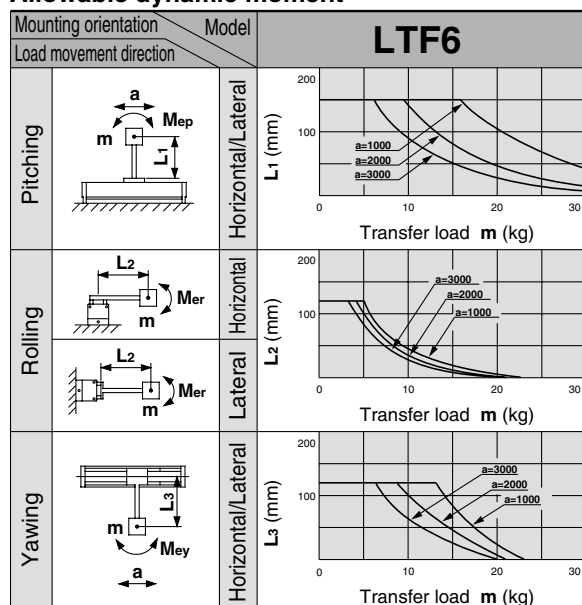 Allowable dynamic moment
Mounting orientation
Model
Load movement direction
LTF6
Pitching
a
Mep
m
L1
Horizontal/Lateral
L1 (mm)
200
100
a=1000
a=2000
a=3000
0 10 20 30
Transfer load m (kg)
Rolling
L2
Mer
m
Horizontal
L2
Mer
m
Lateral
L2 (mm)
200
100
a=3000
a=2000
a=1000
0 10 20 30
Transfer load m (kg)
Yawing
L3
m
Mey
a
Horizontal/Lateral
L3 (mm)
200
100
a=3000
a=2000
a=1000
0 10 20 30
Transfer load m (kg)